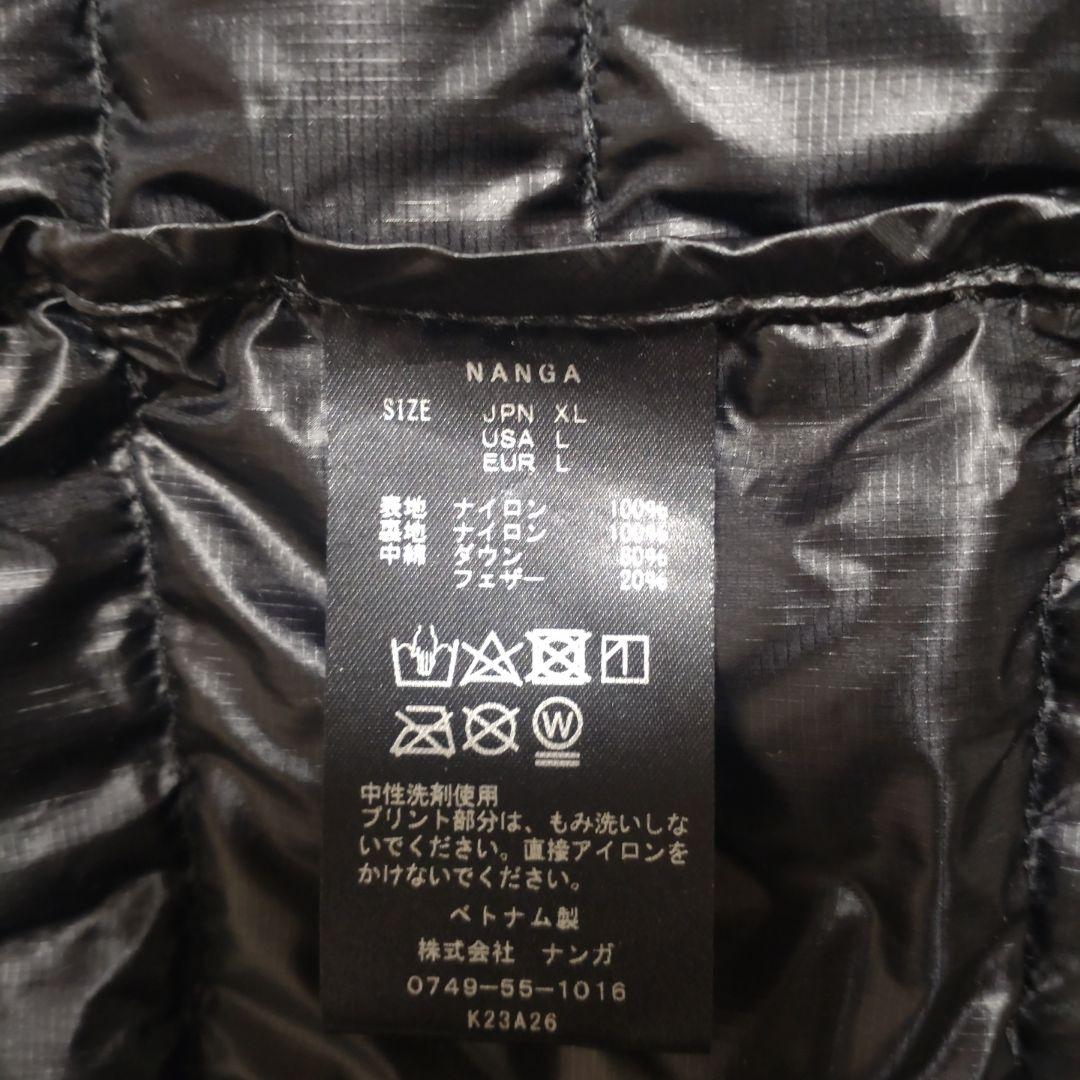 NANGA
SIZE JPN XL
USA L
EUR L
表地 ナイロン 100%
裏地 ナイロン 100%
中綿 ダウン 80%
フェザー 20%
W
中性洗剤使用
プリント部分は、もみ洗いしな
いでください。直接アイロンを
かけないでください。
ベトナム製
株式会社 ナンガ
0749-55-1016
K23A26